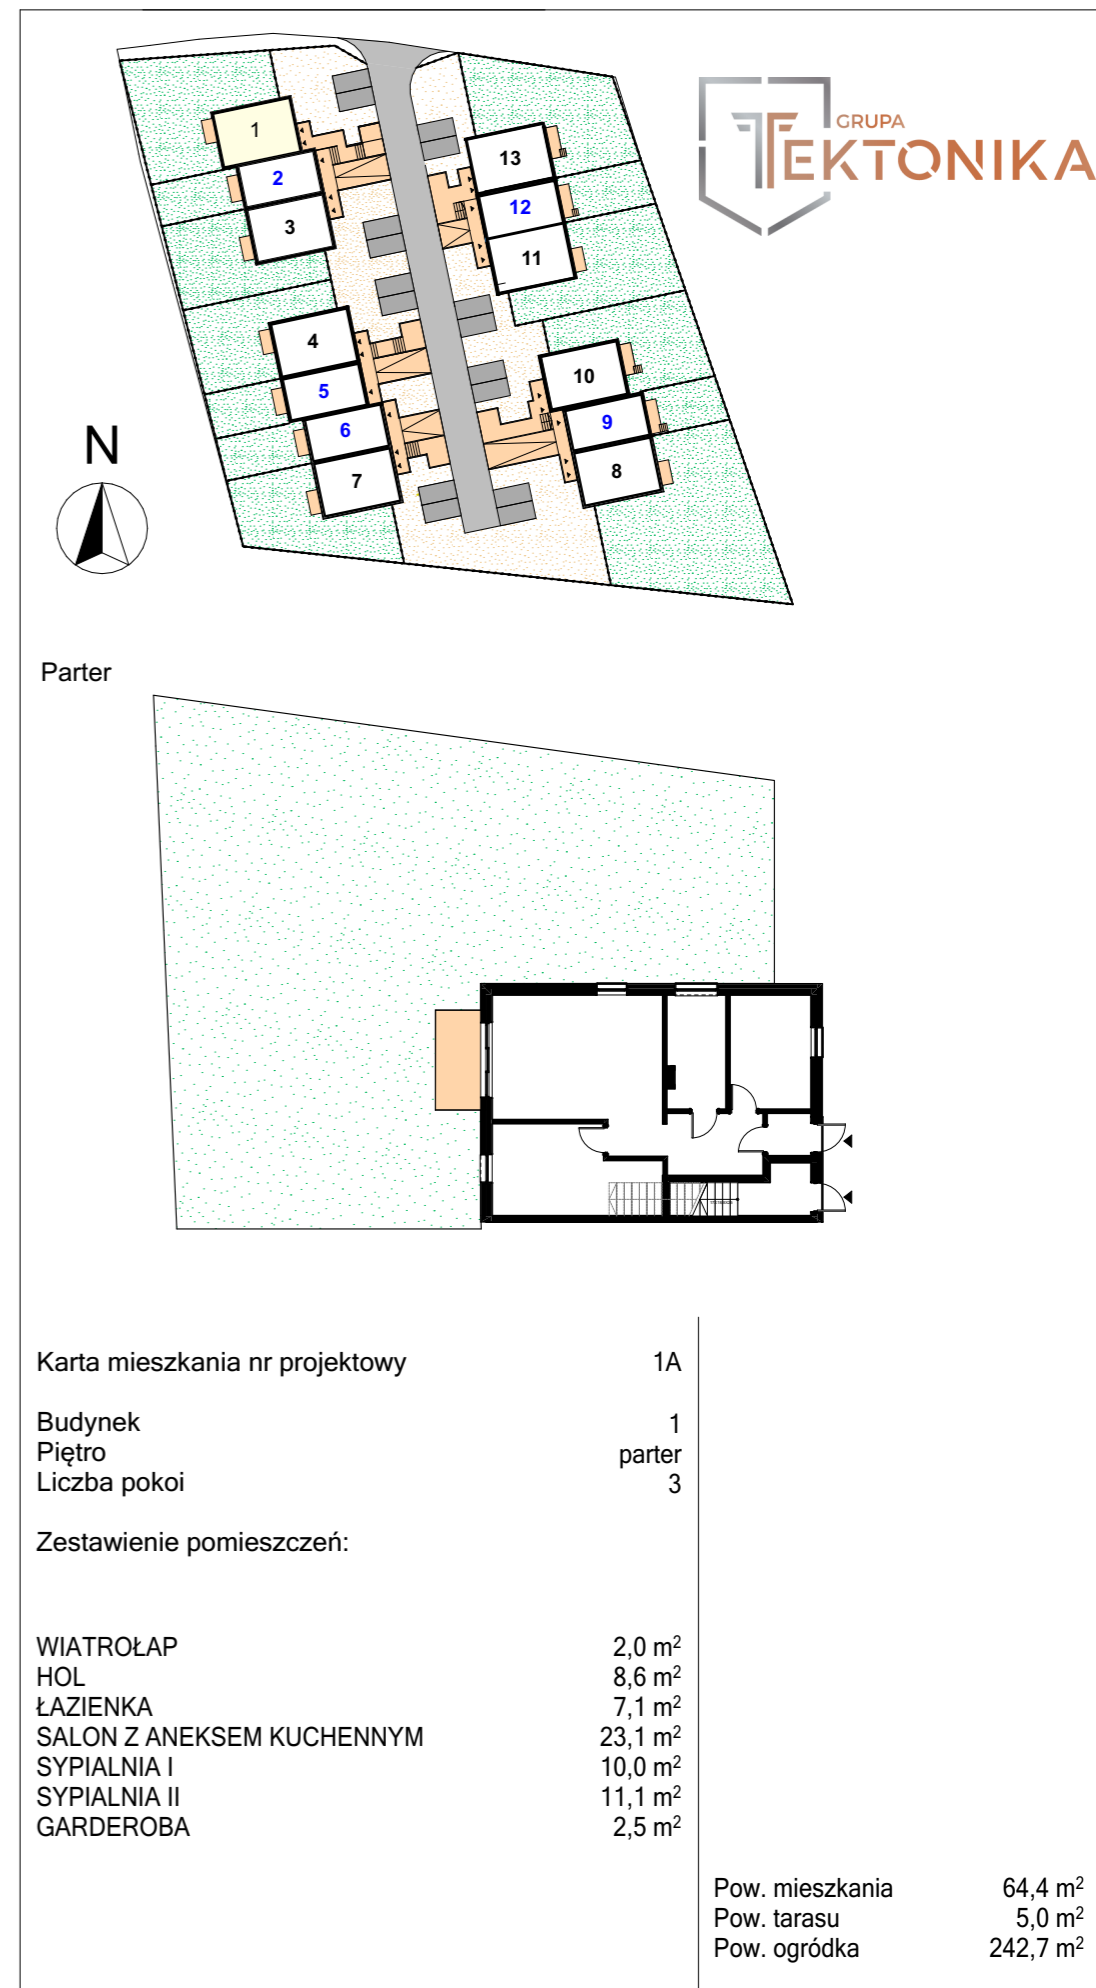 GRUPA
TEKTONIKA
1
2
3
4
5
6
7
13
12
11
10
9
8
N
Parter
Karta mieszkania nr projektowy 1A
Budynek 1
Piętro parter
Liczba pokoi 3
Zestawienie pomieszczeń:
WIATROŁAP 2,0 m²
HOL 8,6 m²
ŁAZIENKA 7,1 m²
SALON Z ANEKSEM KUCHENNYM 23,1 m²
SYPIALNIA I 10,0 m²
SYPIALNIA II 11,1 m²
GARDEROBA 2,5 m²
Pow. mieszkania 64,4 m²
Pow. tarasu 5,0 m²
Pow. ogródka 242,7 m²